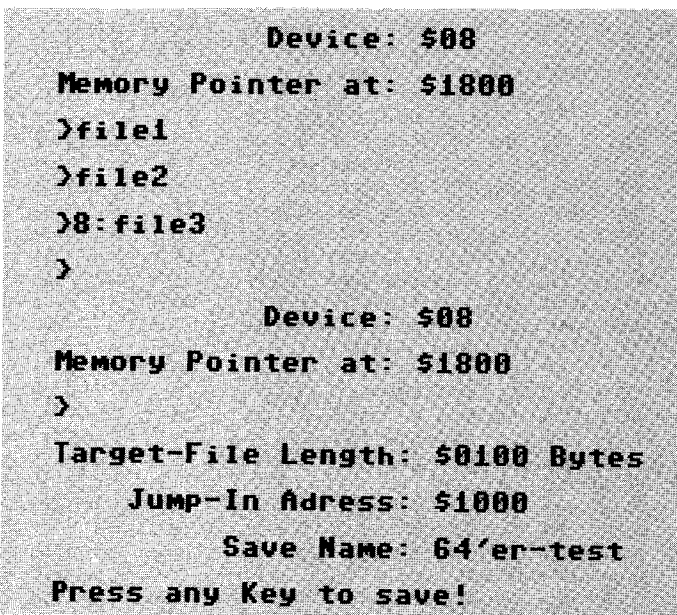 Device: $08
Memory Pointer at: $1800
>file1
>file2
>8:file3
>
Device: $08
Memory Pointer at: $1800
>
Target-File Length: $0100 Bytes
Jump-In Adress: $1000
Save Name: 64'er-test
Press any Key to save!